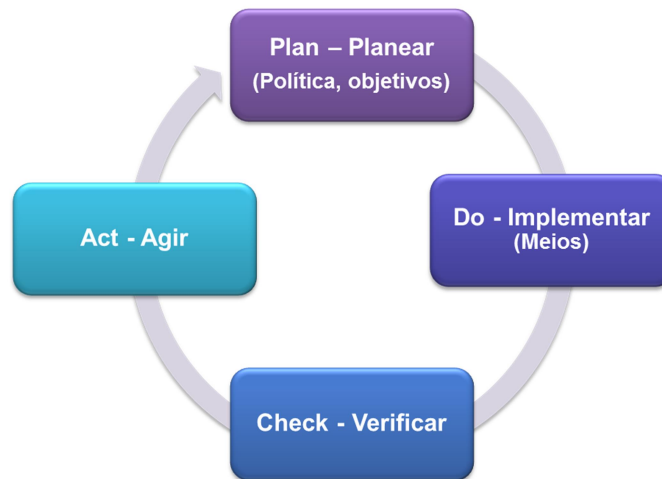 Plan – Planear
(Política, objetivos)
Do - Implementar
(Meios)
Check - Verificar
Act - Agir